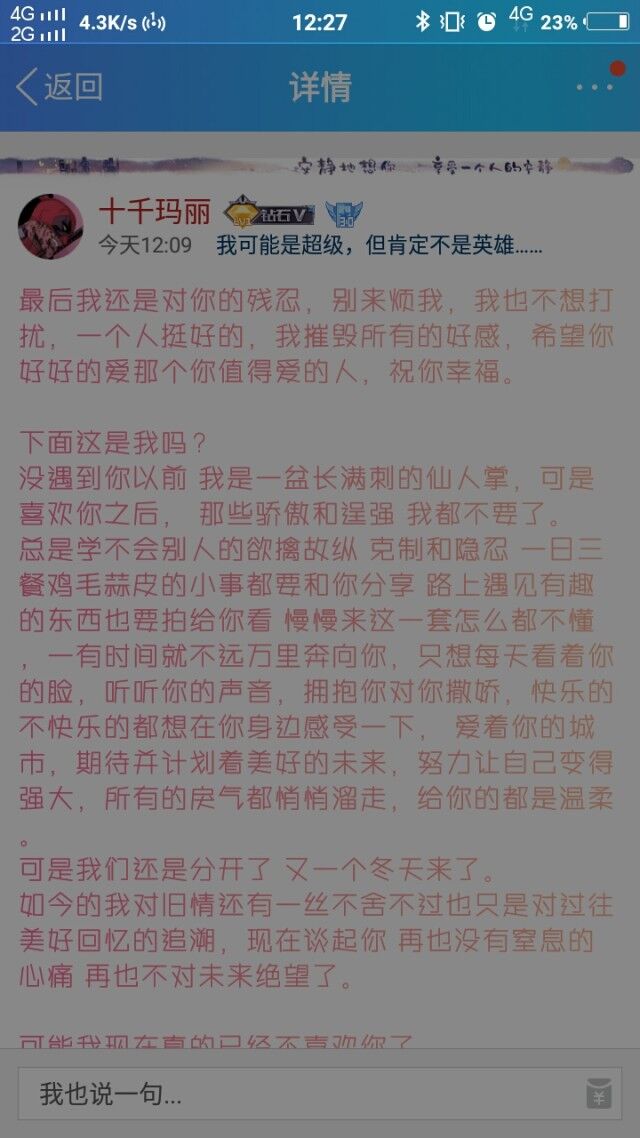 4G 2G 4.3K/s 12:27 4G 23%
返回 详情
安静地想你 享受一个人的安静
十千玛丽 LV1 钻石V 30
今天12:09 我可能是超级，但肯定不是英雄......
最后我还是对你的残忍，别来烦我，我也不想打
扰，一个人挺好的，我摧毁所有的好感，希望你
好好的爱那个你值得爱的人，祝你幸福。
下面这是我吗？
没遇到你以前 我是一盆长满刺的仙人掌，可是
喜欢你之后， 那些骄傲和逞强 我都不要了。
总是学不会别人的欲擒故纵 克制和隐忍 一日三
餐鸡毛蒜皮的小事都要和你分享 路上遇见有趣
的东西也要拍给你看 慢慢来这一套怎么都不懂
，一有时间就不远万里奔向你，只想每天看着你
的脸，听听你的声音，拥抱你对你撒娇，快乐的
不快乐的都想在你身边感受一下， 爱着你的城
市，期待并计划着美好的未来，努力让自己变得
强大，所有的戾气都悄悄溜走，给你的都是温柔
。
可是我们还是分开了 又一个冬天来了。
如今的我对旧情还有一丝不舍不过也只是对过往
美好回忆的追溯，现在谈起你 再也没有窒息的
心痛 再也不对未来绝望了。
可能我现在真的已经不喜欢你了
我也说一句...